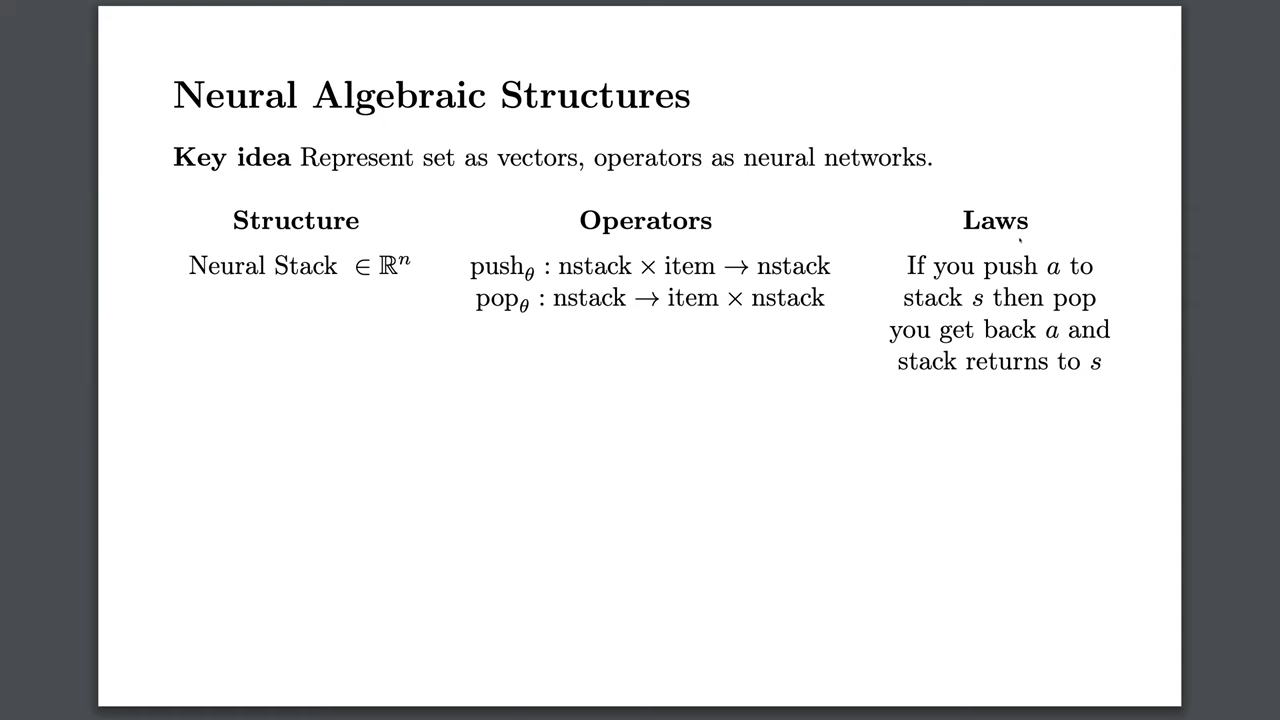 Neural Algebraic Structures
Key idea Represent set as vectors, operators as neural networks.
Structure
Neural Stack ∈ ℝⁿ
Operators
push_θ : nstack × item → nstack
pop_θ : nstack → item × nstack
Laws
If you push a to
stack s then pop
you get back a and
stack returns to s